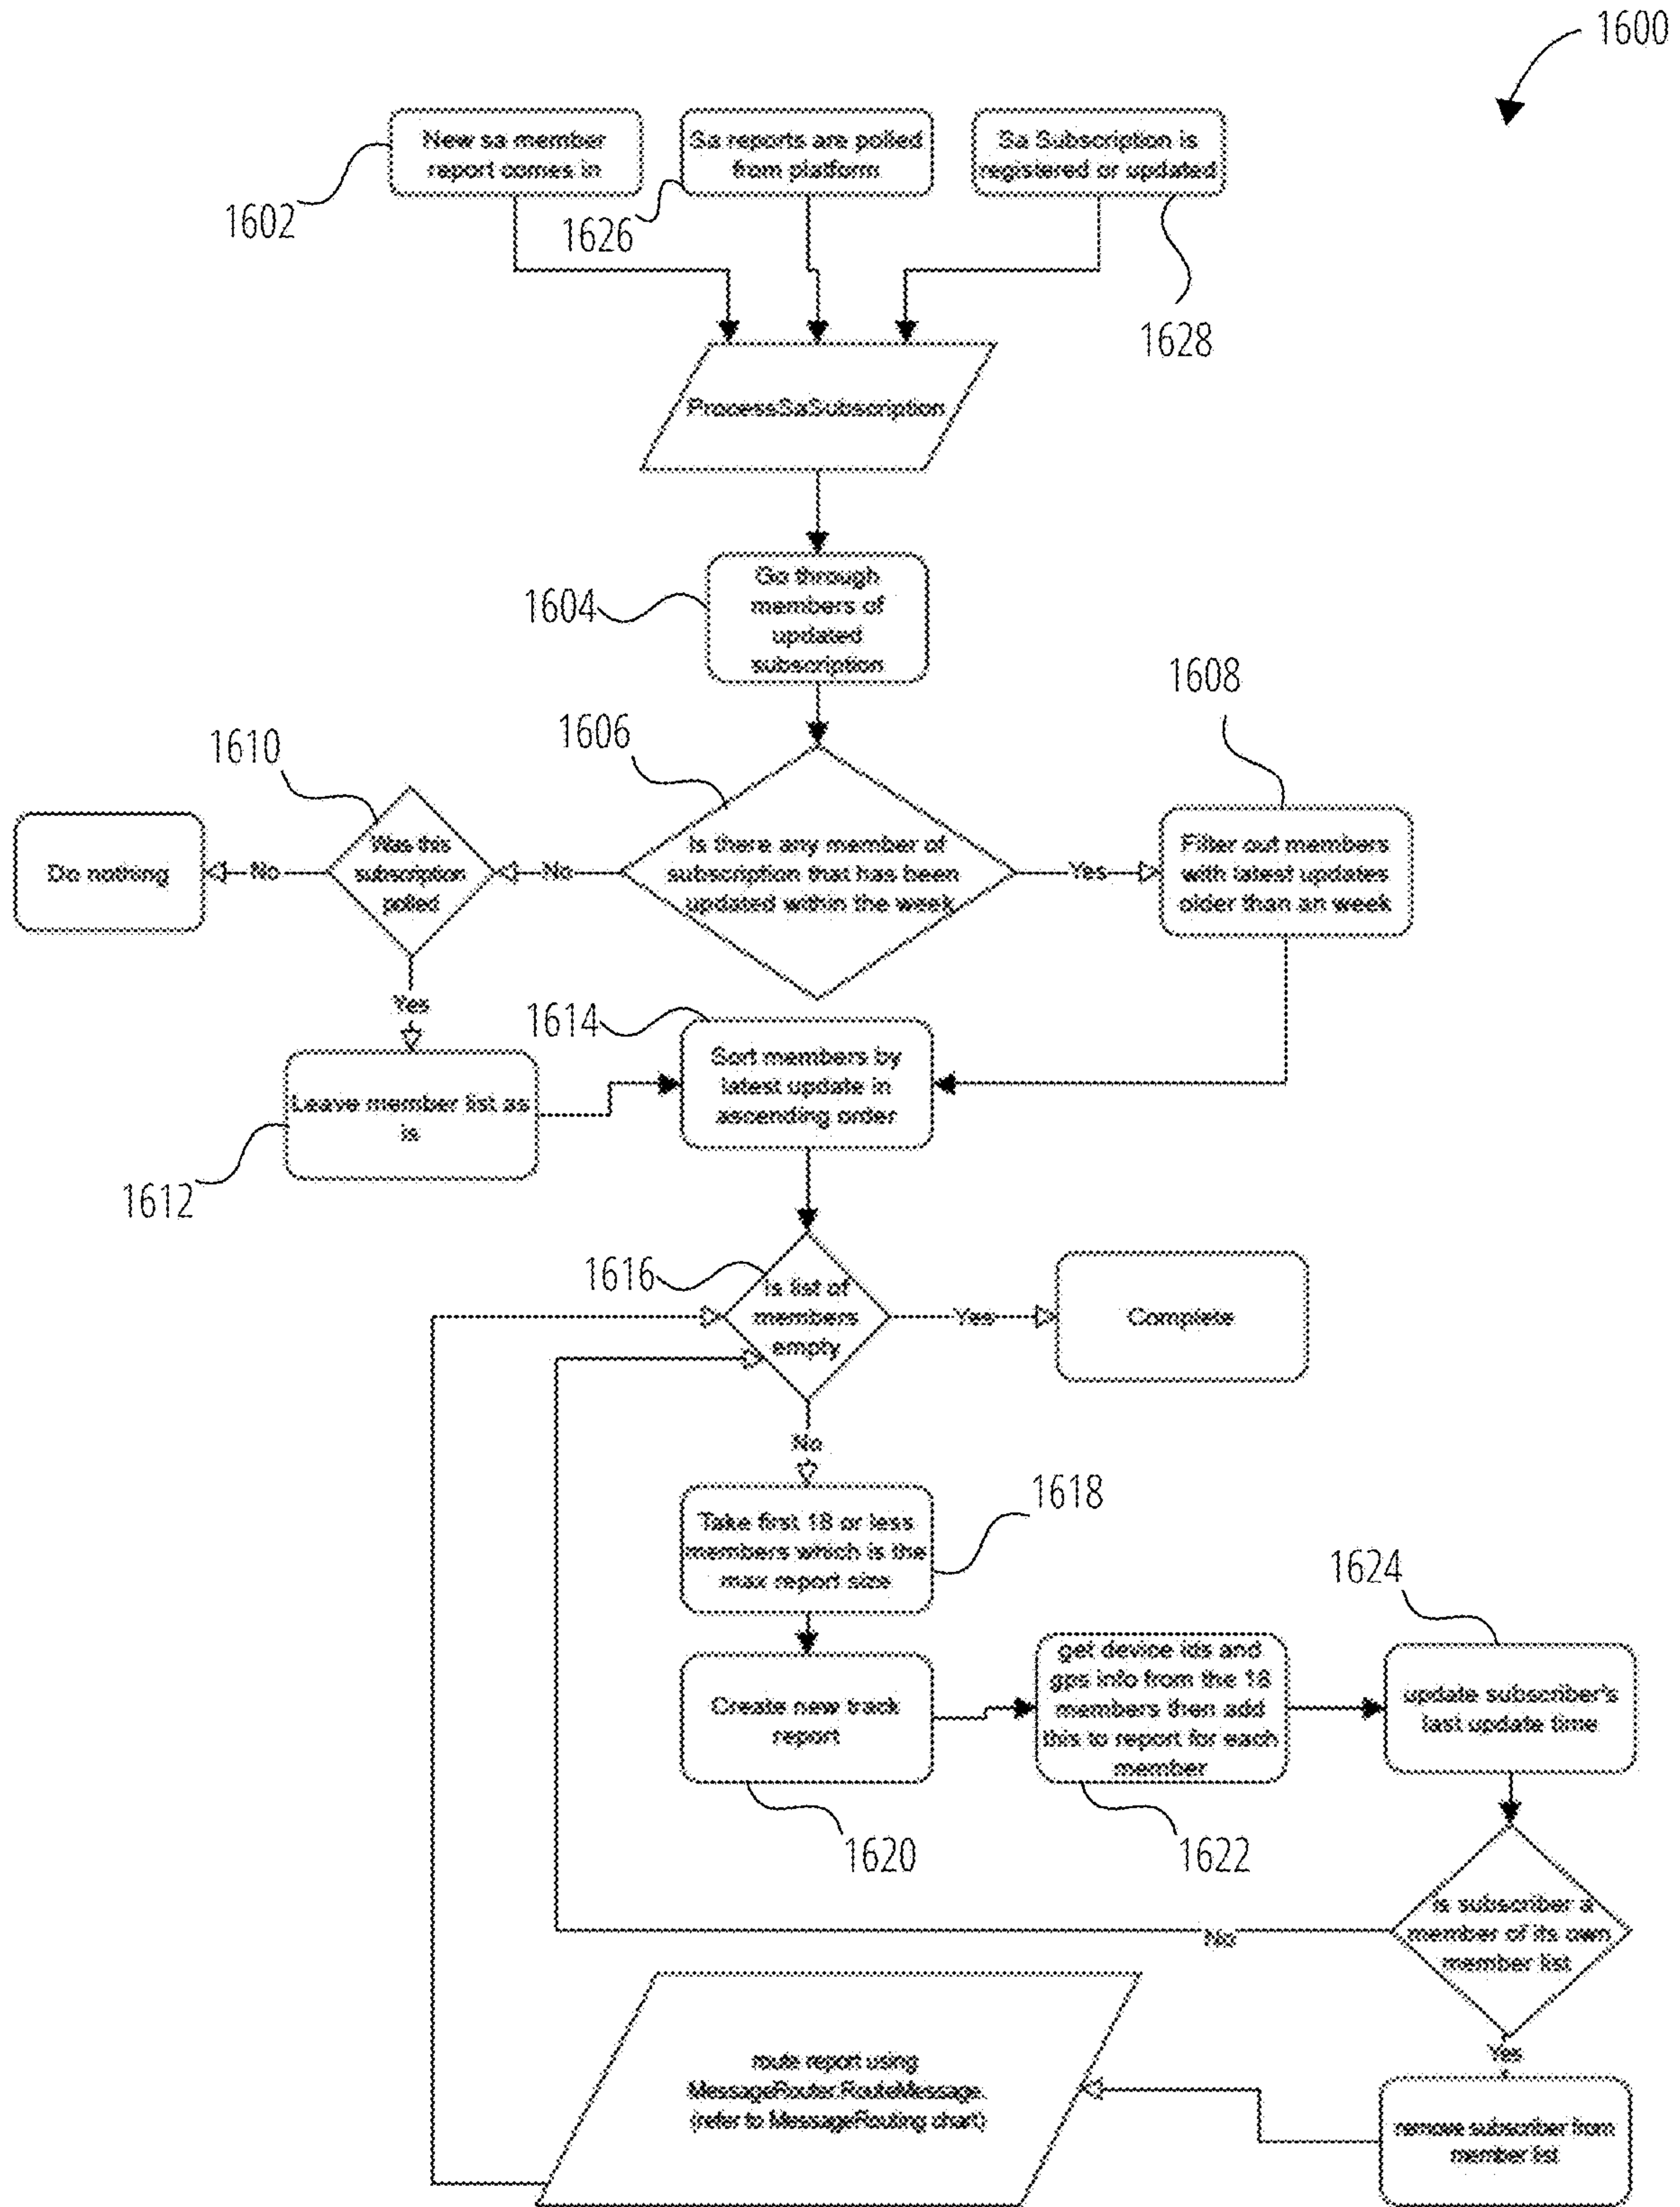 1600
New sa member
report comes in
Sa reports are polled
from platform
Sa Subscription is
registered or updated
1602
1626
1628
ProcessSaSubscription
Go through
members of
updated
subscription
1604
1608
1606
1610
Do nothing
No
Was this
subscription
polled
No
Is there any member of
subscription that has been
updated within the week
Yes
Filter out members
with latest updates
older than an week
Yes
1614
Sort members by
latest update in
ascending order
Leave member list as
is
1612
1616
is list of
members
empty
Yes
Complete
No
Take first 18 or less
members which is the
max report size
1618
1624
Create new track
report
get device ids and
gps info from the 18
members then add
this to report for each
member
update subscriber's
last update time
1620
1622
is subscriber a
member of its own
member list
No
Yes
route report using
MessageRouter.RouteMessage.
(refer to MessageRouting chart)
remove subscriber from
member list